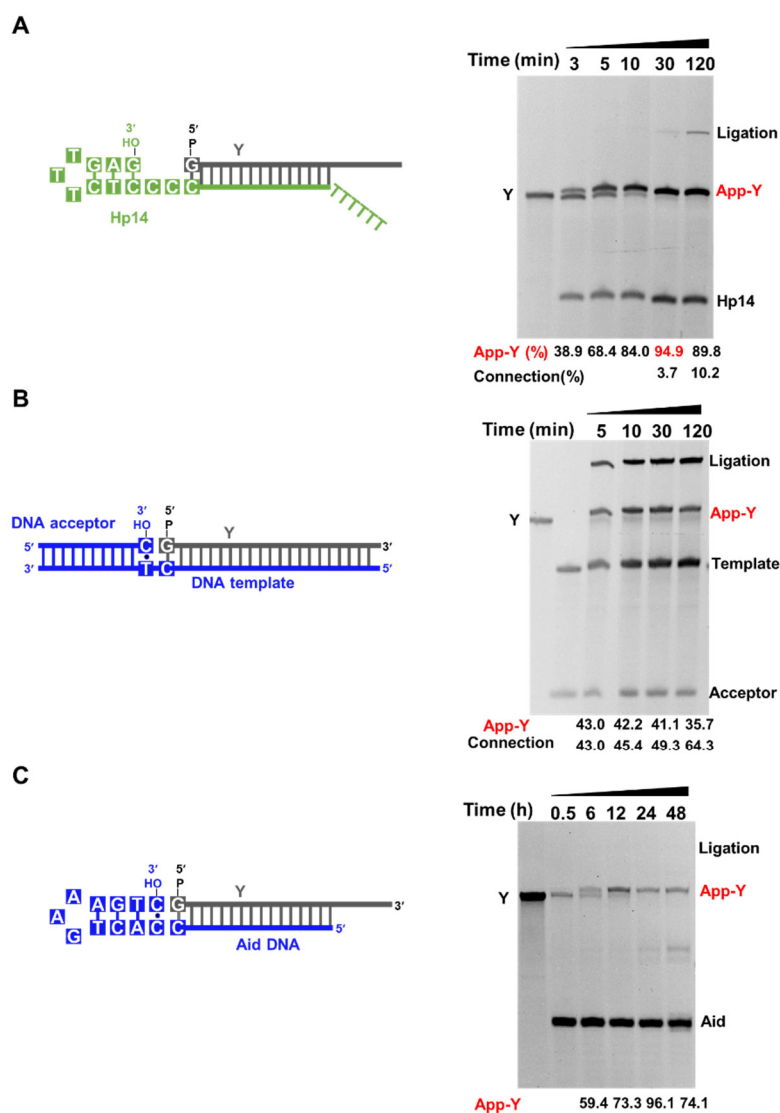 A
Time (min) 3 5 10 30 120
3′
HO
5′
P
Y
Ligation
T G A G G
T
T C T C C C C
Hp14
Y
App-Y
Hp14
App-Y (%) 38.9 68.4 84.0 94.9 89.8
Connection(%) 3.7 10.2
B
Time (min) 5 10 30 120
Ligation
3′
HO
5′
P
Y
DNA acceptor
5′ C G 3′
3′ T C 5′
DNA template
Y
App-Y
Template
Acceptor
App-Y 43.0 42.2 41.1 35.7
Connection 43.0 45.4 49.3 64.3
C
Time (h) 0.5 6 12 24 48
Ligation
3′
HO
5′
P
Y
A A G T C G 3′
A
G T C A C C 5′
Aid DNA
Y
App-Y
Aid
App-Y 59.4 73.3 96.1 74.1